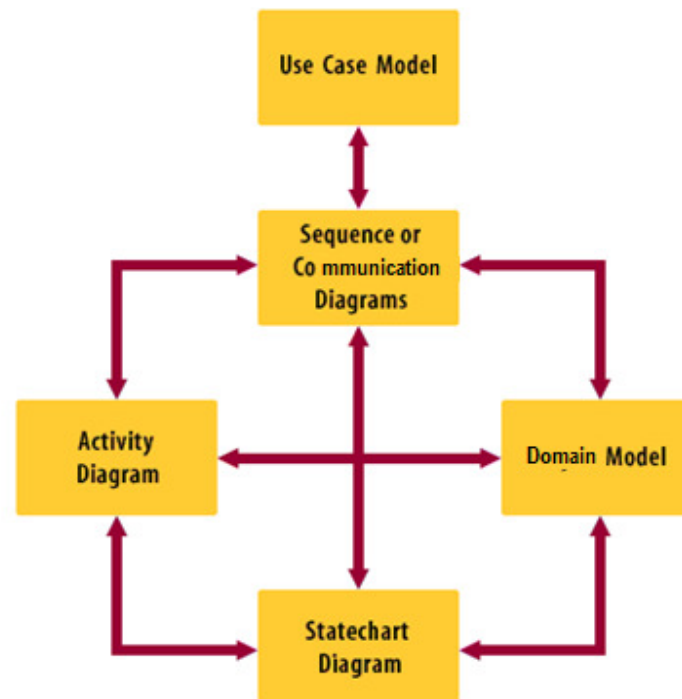 Use Case Model
Sequence or
Co mmunication
Diagrams
Activity
Diagram
Domain Model
Statechart
Diagram